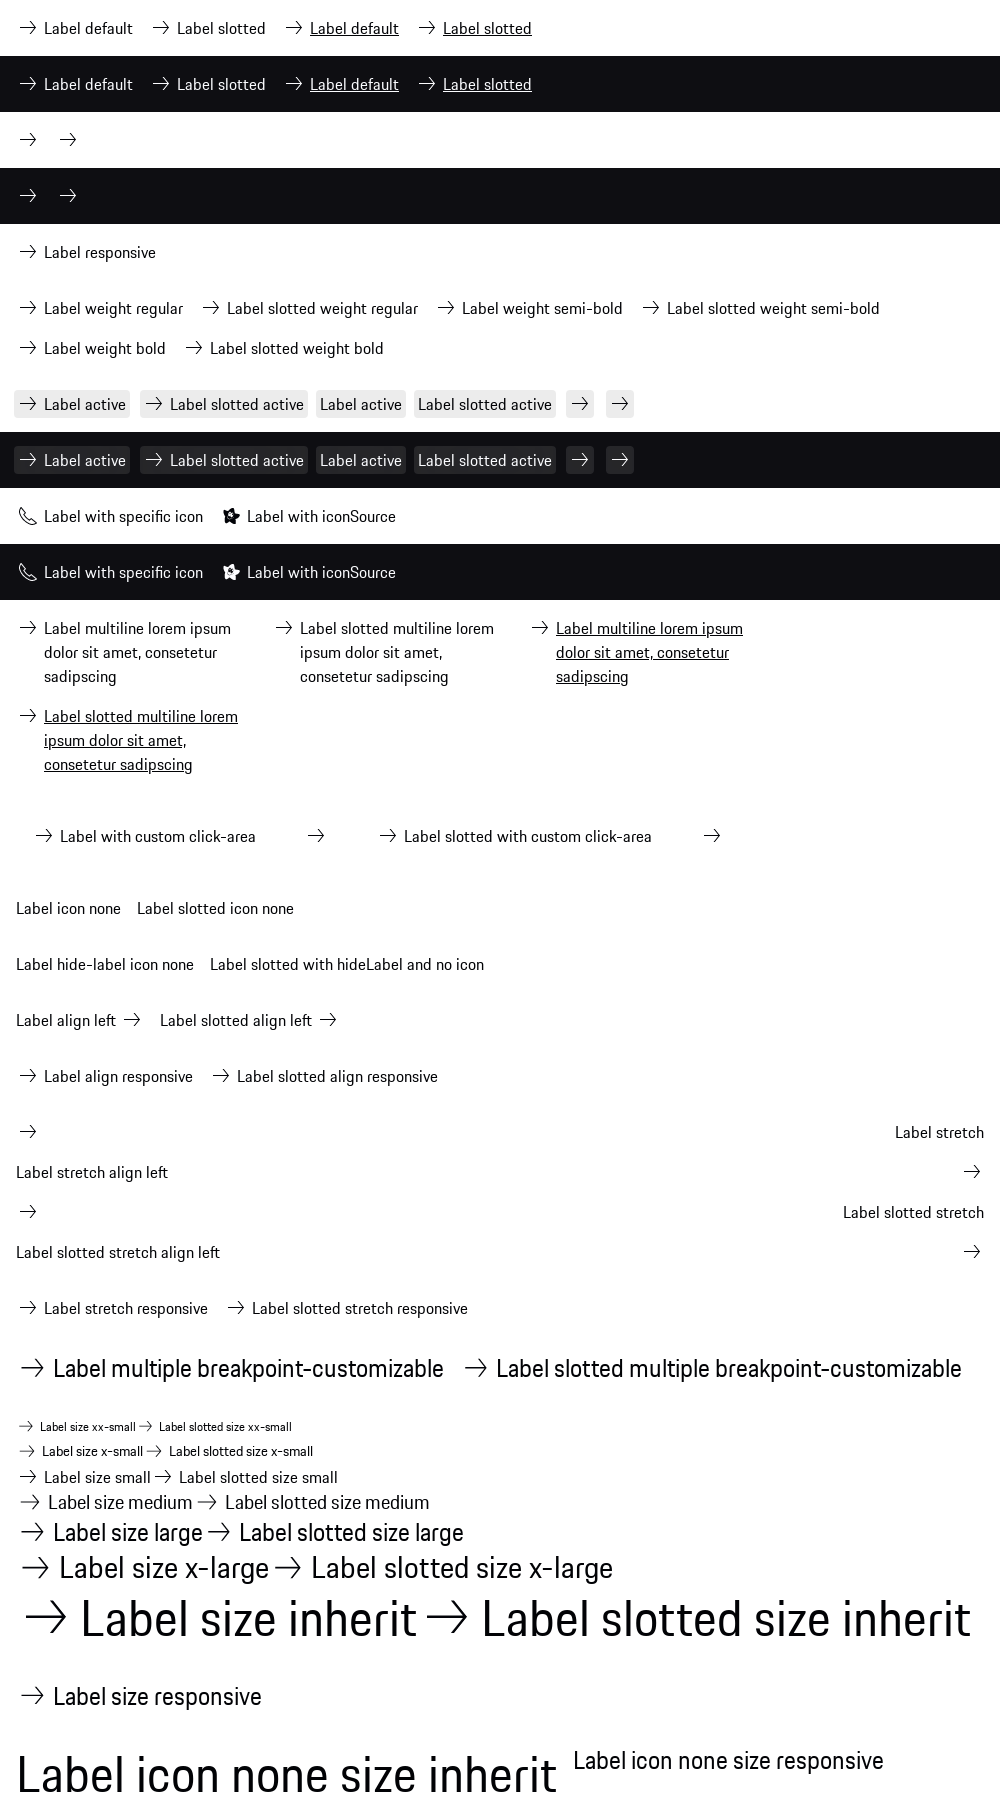 Label default Label slotted Label default Label slotted
Label default Label slotted Label default Label slotted
Label responsive
Label weight regular Label slotted weight regular Label weight semi-bold Label slotted weight semi-bold
Label weight bold Label slotted weight bold
Label active Label slotted active Label active Label slotted active
Label active Label slotted active Label active Label slotted active
Label with specific icon Label with iconSource
Label with specific icon Label with iconSource
Label multiline lorem ipsum
dolor sit amet, consetetur
sadipscing
Label slotted multiline lorem
ipsum dolor sit amet,
consetetur sadipscing
Label multiline lorem ipsum
dolor sit amet, consetetur
sadipscing
Label slotted multiline lorem
ipsum dolor sit amet,
consetetur sadipscing
Label with custom click-area Label slotted with custom click-area
Label icon none Label slotted icon none
Label hide-label icon none Label slotted with hideLabel and no icon
Label align left Label slotted align left
Label align responsive Label slotted align responsive
Label stretch
Label stretch align left
Label slotted stretch
Label slotted stretch align left
Label stretch responsive Label slotted stretch responsive
Label multiple breakpoint-customizable Label slotted multiple breakpoint-customizable
Label size xx-small Label slotted size xx-small
Label size x-small Label slotted size x-small
Label size small Label slotted size small
Label size medium Label slotted size medium
Label size large Label slotted size large
Label size x-large Label slotted size x-large
Label size inherit Label slotted size inherit
Label size responsive
Label icon none size inherit Label icon none size responsive